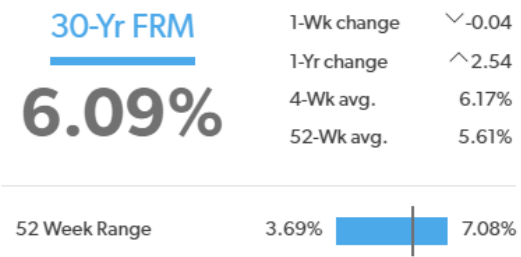 30-Yr FRM
6.09%
1-Wk change -0.04
1-Yr change 2.54
4-Wk avg. 6.17%
52-Wk avg. 5.61%
52 Week Range 3.69% 7.08%